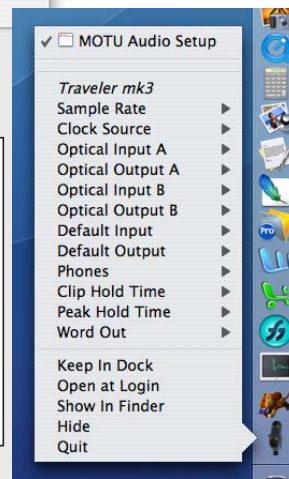 ✓ MOTU Audio Setup
Traveler mk3
Sample Rate
Clock Source
Optical Input A
Optical Output A
Optical Input B
Optical Output B
Default Input
Default Output
Phones
Clip Hold Time
Peak Hold Time
Word Out
Keep In Dock
Open at Login
Show In Finder
Hide
Quit
PRO